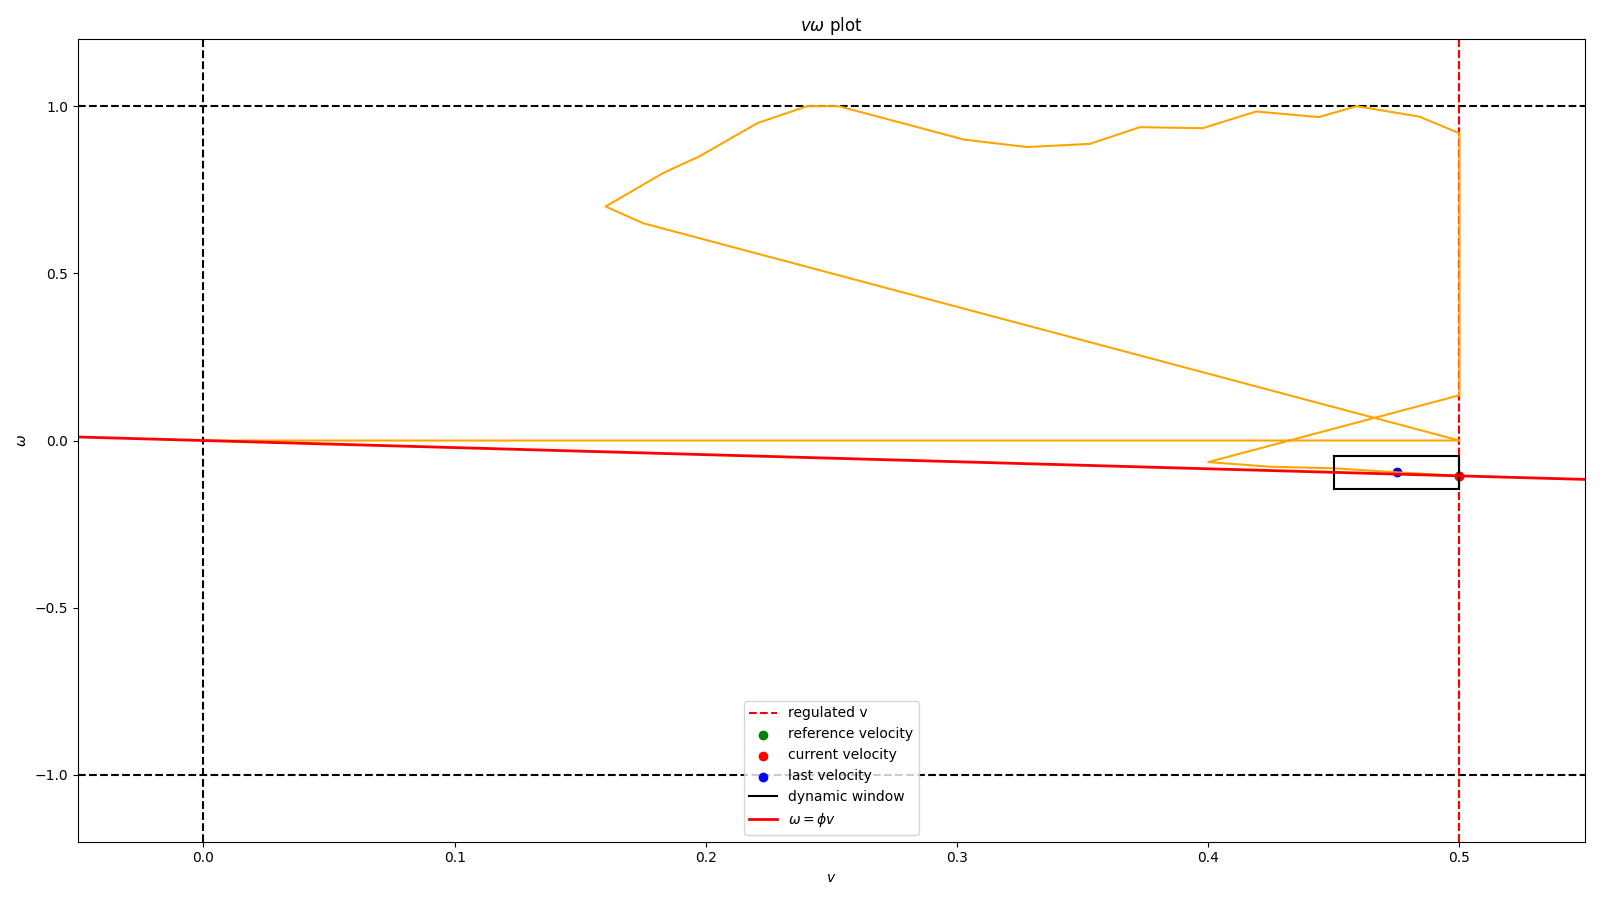 vω plot
1.0
0.5
0.0
−0.5
−1.0
ω
0.0 0.1 0.2 0.3 0.4 0.5
v
regulated v
reference velocity
current velocity
last velocity
dynamic window
ω = ϕv